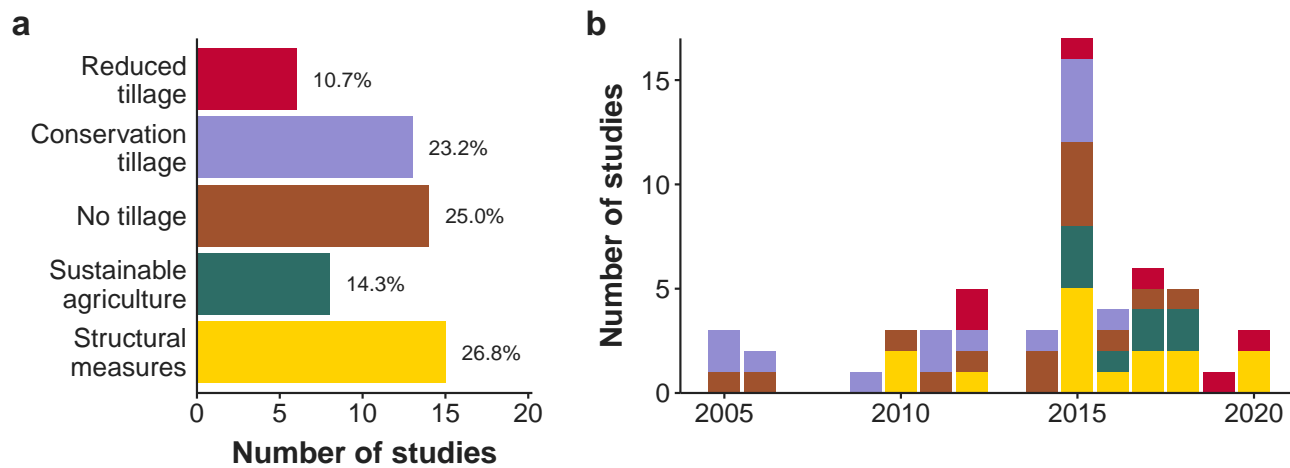 a
Reduced
tillage
10.7%
Conservation
tillage
23.2%
No tillage
25.0%
Sustainable
agriculture
14.3%
Structural
measures
26.8%
0 5 10 15 20
Number of studies
b
Number of studies
15
10
5
0
2005 2010 2015 2020